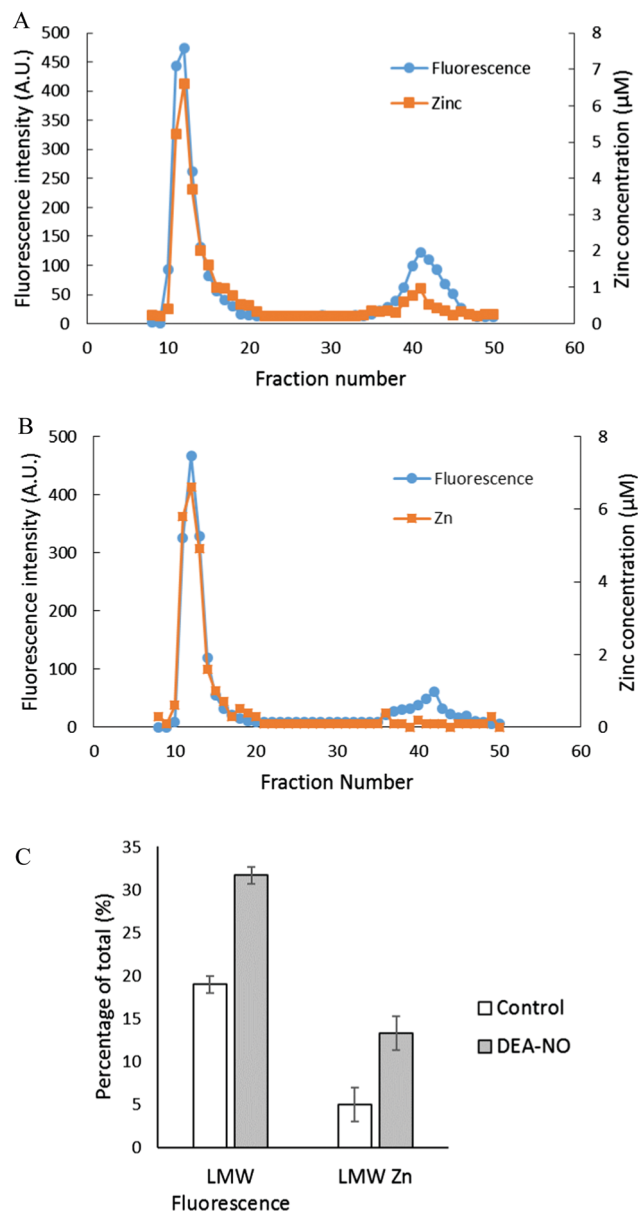 A
Fluorescence intensity (A.U.)
500
450
400
350
300
250
200
150
100
50
0
0
10
20
30
40
50
60
Fraction number
8
7
6
5
4
3
2
1
0
Zinc concentration (µM)
Fluorescence
Zinc
B
Fluorescence intensity (A.U.)
500
400
300
200
100
0
0
10
20
30
40
50
60
Fraction Number
8
6
4
2
0
Zinc concentration (µM)
Fluorescence
Zn
C
Percentage of total (%)
35
30
25
20
15
10
5
0
LMW
Fluorescence
LMW Zn
Control
DEA-NO